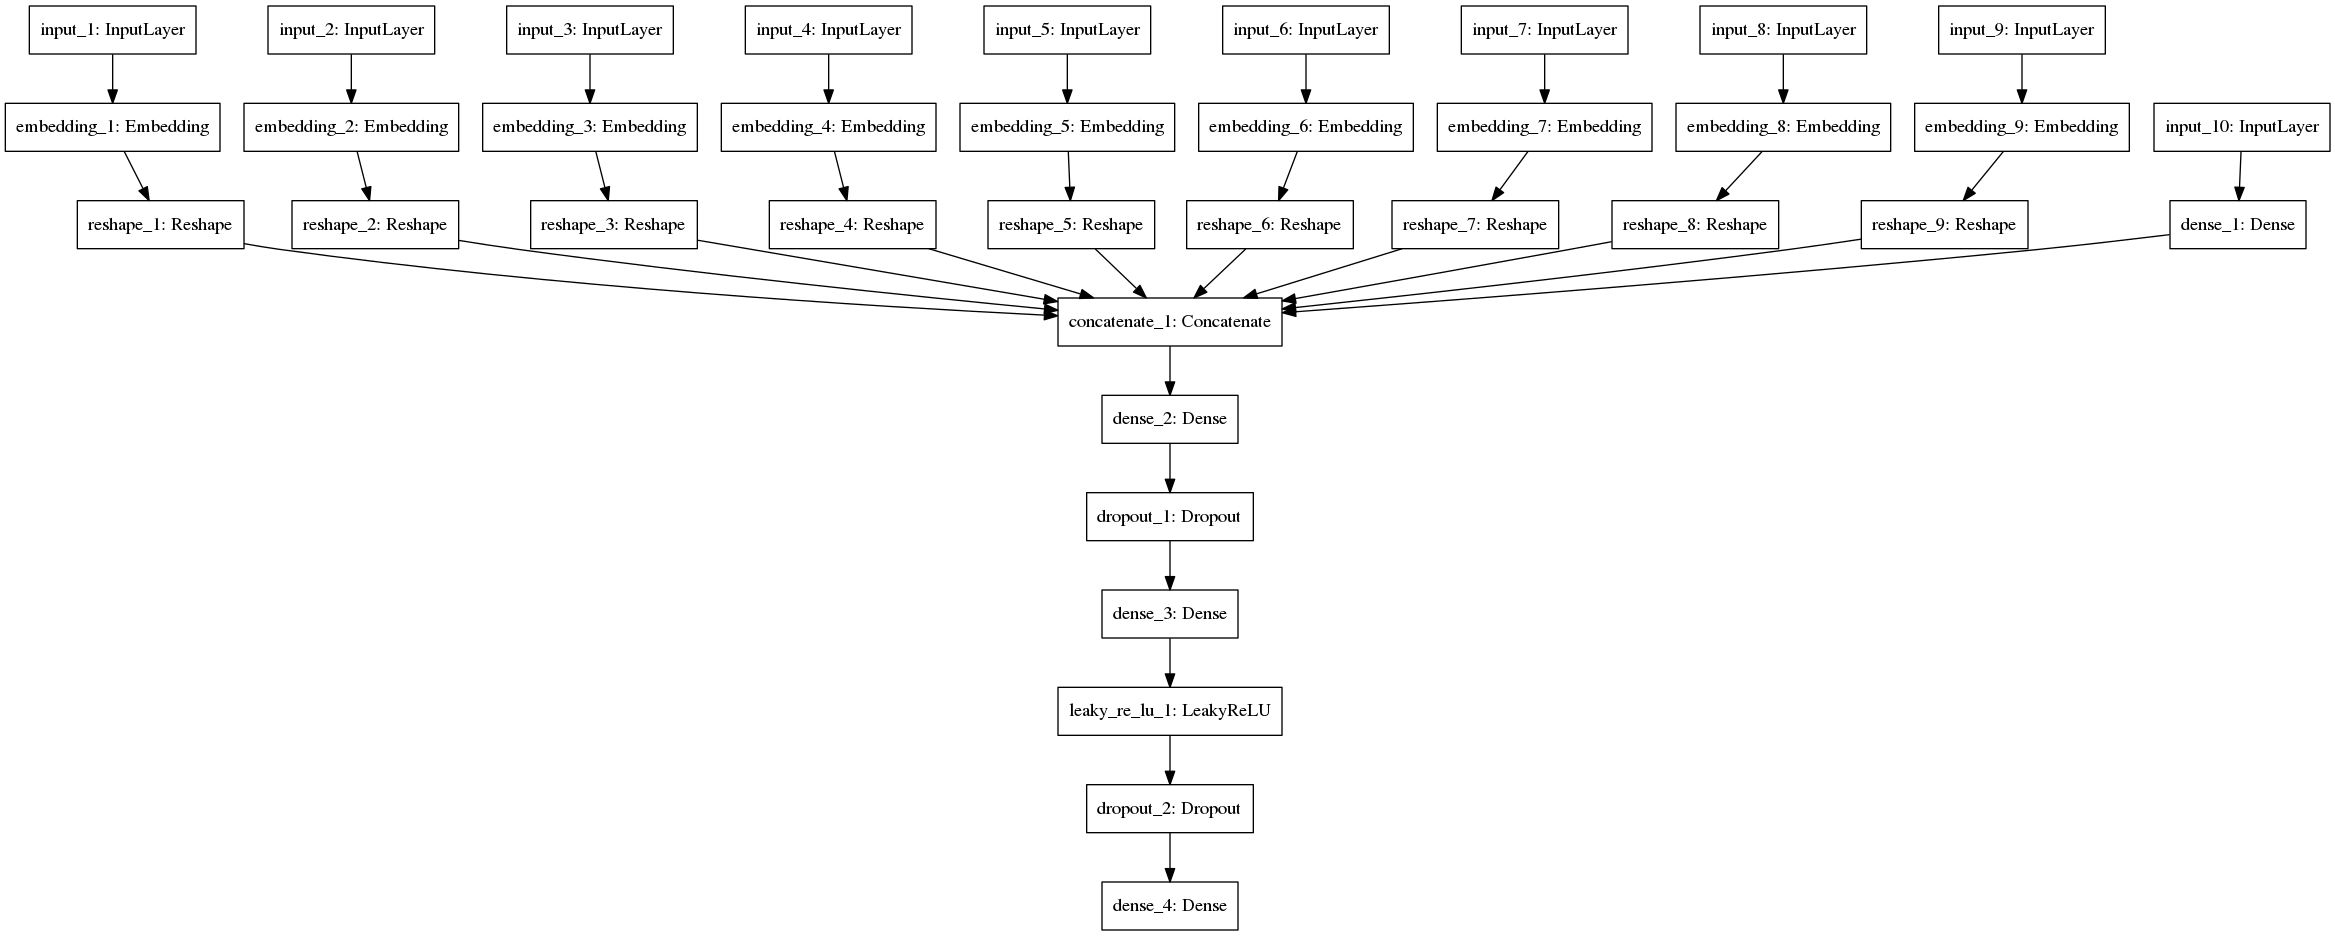 input_1: InputLayer
input_2: InputLayer
input_3: InputLayer
input_4: InputLayer
input_5: InputLayer
input_6: InputLayer
input_7: InputLayer
input_8: InputLayer
input_9: InputLayer
embedding_1: Embedding
embedding_2: Embedding
embedding_3: Embedding
embedding_4: Embedding
embedding_5: Embedding
embedding_6: Embedding
embedding_7: Embedding
embedding_8: Embedding
embedding_9: Embedding
input_10: InputLayer
reshape_1: Reshape
reshape_2: Reshape
reshape_3: Reshape
reshape_4: Reshape
reshape_5: Reshape
reshape_6: Reshape
reshape_7: Reshape
reshape_8: Reshape
reshape_9: Reshape
dense_1: Dense
concatenate_1: Concatenate
dense_2: Dense
dropout_1: Dropout
dense_3: Dense
leaky_re_lu_1: LeakyReLU
dropout_2: Dropout
dense_4: Dense